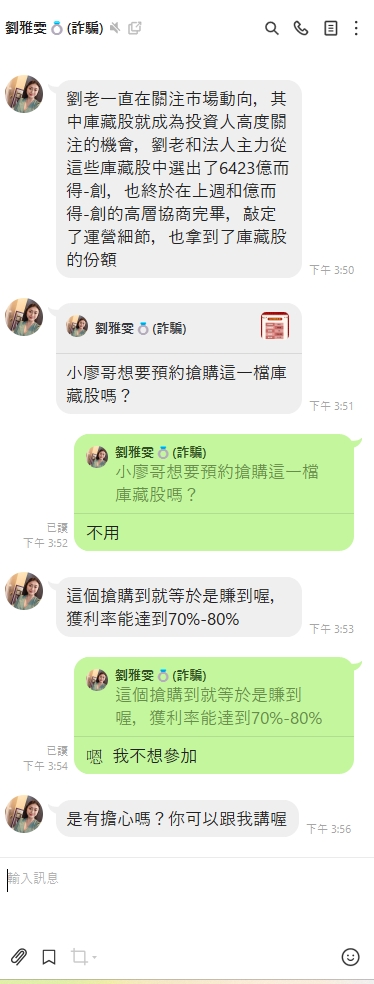 劉雅雯💍(詐騙)
劉老一直在關注市場動向，其
中庫藏股就成為投資人高度關
注的機會，劉老和法人主力從
這些庫藏股中選出了6423億而
得-創，也終於在上週和億而
得-創的高層協商完畢，敲定
了運營細節，也拿到了庫藏股
的份額
下午 3:50
劉雅雯💍(詐騙)
小廖哥想要預約搶購這一檔庫
藏股嗎？
下午 3:51
劉雅雯💍(詐騙)
小廖哥想要預約搶購這一檔
庫藏股嗎？
不用
已讀
下午 3:52
這個搶購到就等於是賺到喔，
獲利率能達到70%-80%
下午 3:53
劉雅雯💍(詐騙)
這個搶購到就等於是賺到
喔，獲利率能達到70%-80%
嗯 我不想參加
已讀
下午 3:54
是有擔心嗎？你可以跟我講喔
下午 3:56
輸入訊息